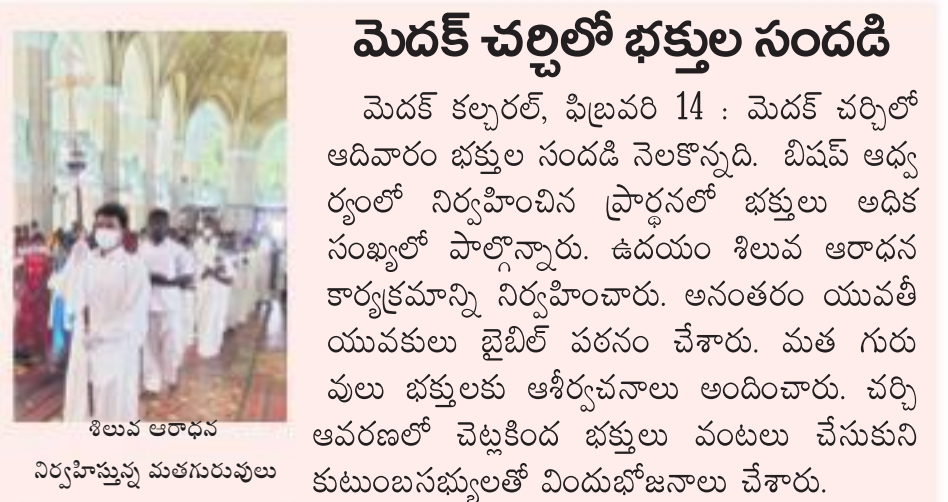 మెదక్ చర్చిలో భక్తుల సందడి
మెదక్ కల్చరల్, ఫిబ్రవరి 14 : మెదక్ చర్చిలో
ఆదివారం భక్తుల సందడి నెలకొన్నది. బిషప్ ఆధ్వ
ర్యంలో నిర్వహించిన ప్రార్థనలో భక్తులు అధిక
సంఖ్యలో పాల్గొన్నారు. ఉదయం శిలువ ఆరాధన
కార్యక్రమాన్ని నిర్వహించారు. అనంతరం యువతీ
యువకులు బైబిల్ పఠనం చేశారు. మత గురు
వులు భక్తులకు ఆశీర్వచనాలు అందించారు. చర్చి
ఆవరణలో చెట్లకింద భక్తులు వంటలు చేసుకుని
కుటుంబసభ్యులతో విందుభోజనాలు చేశారు.
శిలువ ఆరాధన
నిర్వహిస్తున్న మతగురువులు